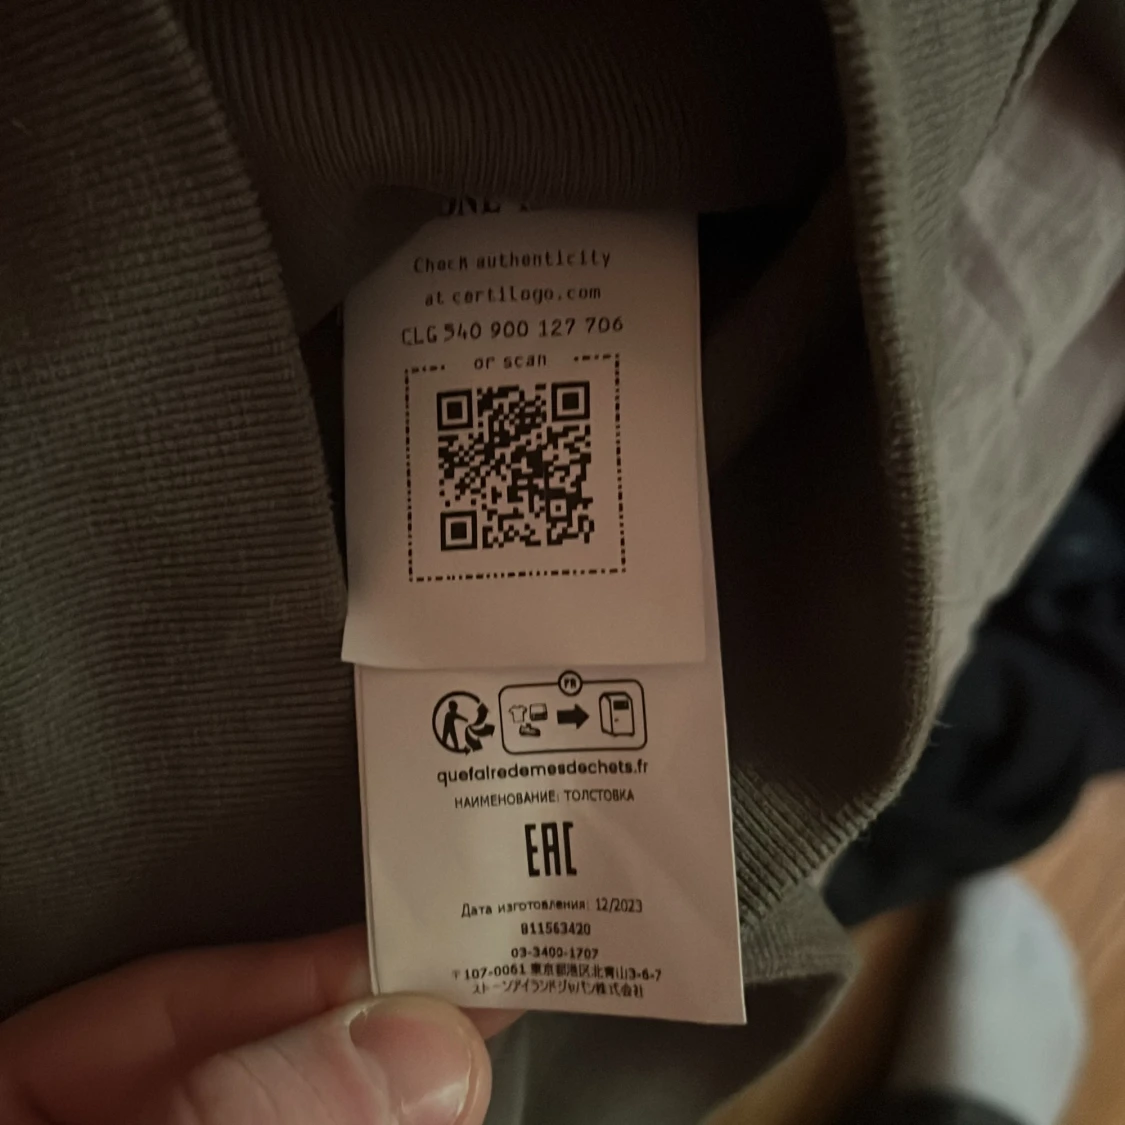 Check authenticity
at certilogo.com
CLG 540 900 127 706
or scan
FR
quefairedemesdechets.fr
НАИМЕНОВАНИЕ: ТОЛСТОВКА
EAC
Дата изготовления: 12/2023
811563420
03-3400-1707
〒107-0061 東京都港区北青山3-6-7
ストーンアイランドジャパン株式会社